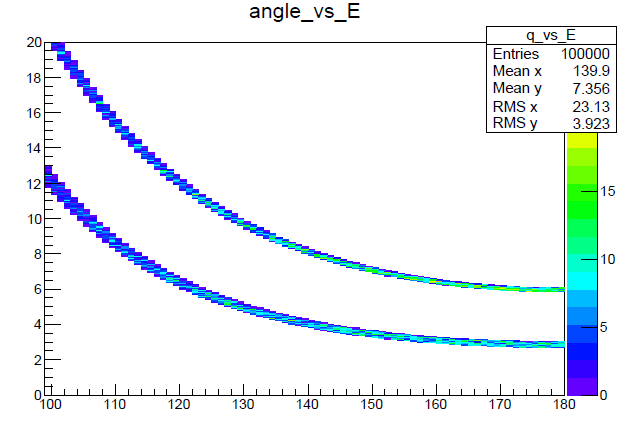 angle_vs_E
q_vs_E
Entries 100000
Mean x 139.9
Mean y 7.356
RMS x 23.13
RMS y 3.923
20
18
16
14
12
10
8
6
4
2
0
15
10
5
0
100 110 120 130 140 150 160 170 180